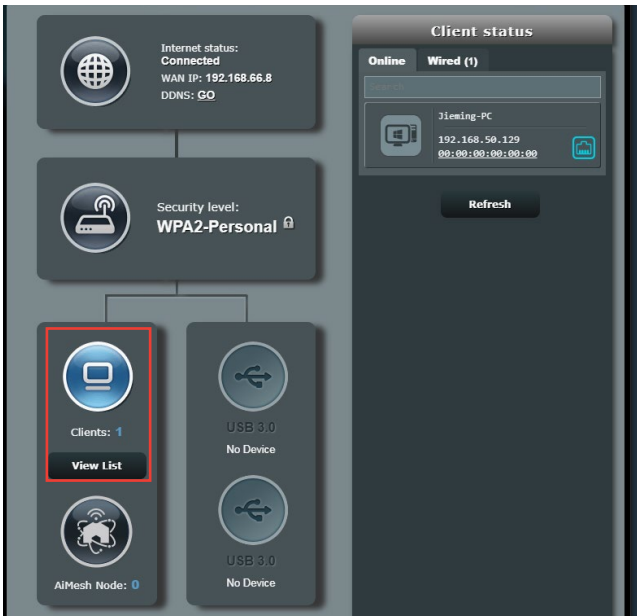 Internet status:
Connected
WAN IP: 192.168.66.8
DDNS: GO
Security level:
WPA2-Personal
Clients: 1
View List
AiMesh Node: 0
USB 3.0
No Device
USB 3.0
No Device
Client status
Online Wired (1)
Search
Jieming-PC
192.168.50.129
00:00:00:00:00:00
Refresh